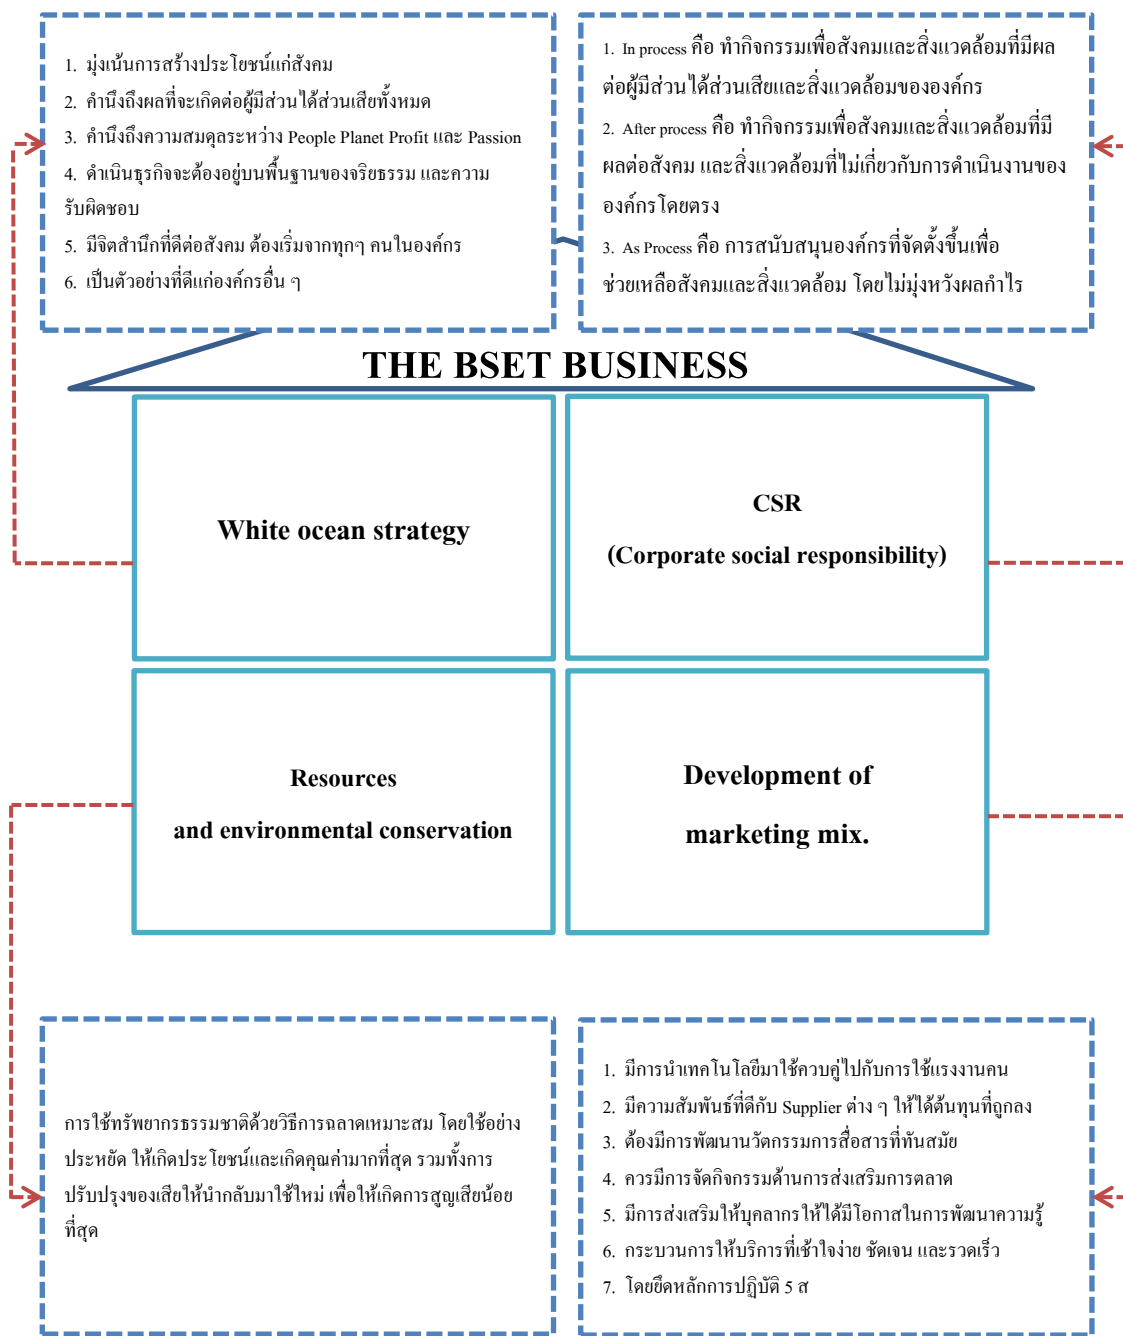 1. มุ่งเน้นการสร้างประโยชน์แก่สังคม
2. คำนึงถึงผลที่จะเกิดต่อผู้มีส่วนได้ส่วนเสียทั้งหมด
3. คำนึงถึงความสมดุลระหว่าง People Planet Profit และ Passion
4. ดำเนินธุรกิจจะต้องอยู่บนพื้นฐานของจริยธรรม และความ
รับผิดชอบ
5. มีจิตสำนึกที่ดีต่อสังคม ต้องเริ่มจากทุกๆ คนในองค์กร
6. เป็นตัวอย่างที่ดีแก่องค์กรอื่น ๆ
1. In process คือ ทำกิจกรรมเพื่อสังคมและสิ่งแวดล้อมที่มีผล
ต่อผู้มีส่วนได้ส่วนเสียและสิ่งแวดล้อมขององค์กร
2. After process คือ ทำกิจกรรมเพื่อสังคมและสิ่งแวดล้อมที่มี
ผลต่อสังคม และสิ่งแวดล้อมที่ไม่เกี่ยวกับการดำเนินงานของ
องค์กรโดยตรง
3. As Process คือ การสนับสนุนองค์กรที่จัดตั้งขึ้นเพื่อ
ช่วยเหลือสังคมและสิ่งแวดล้อม โดยไม่มุ่งหวังผลกำไร
THE BSET BUSINESS
White ocean strategy
CSR
(Corporate social responsibility)
Resources
and environmental conservation
Development of
marketing mix.
การใช้ทรัพยากรธรรมชาติด้วยวิธีการฉลาดเหมาะสม โดยใช้อย่าง
ประหยัด ให้เกิดประโยชน์และเกิดคุณค่ามากที่สุด รวมทั้งการ
ปรับปรุงของเสียให้นำกลับมาใช้ใหม่ เพื่อให้เกิดการสูญเสียน้อย
ที่สุด
1. มีการนำเทคโนโลยีมาใช้ควบคู่ไปกับการใช้แรงงานคน
2. มีความสัมพันธ์ที่ดีกับ Supplier ต่าง ๆ ให้ได้ต้นทุนที่ถูกลง
3. ต้องมีการพัฒนานวัตกรรมการสื่อสารที่ทันสมัย
4. ควรมีการจัดกิจกรรมด้านการส่งเสริมการตลาด
5. มีการส่งเสริมให้บุคลากรให้ได้มีโอกาสในการพัฒนาความรู้
6. กระบวนการให้บริการที่เข้าใจง่าย ชัดเจน และรวดเร็ว
7. โดยยึดหลักการปฏิบัติ 5 ส